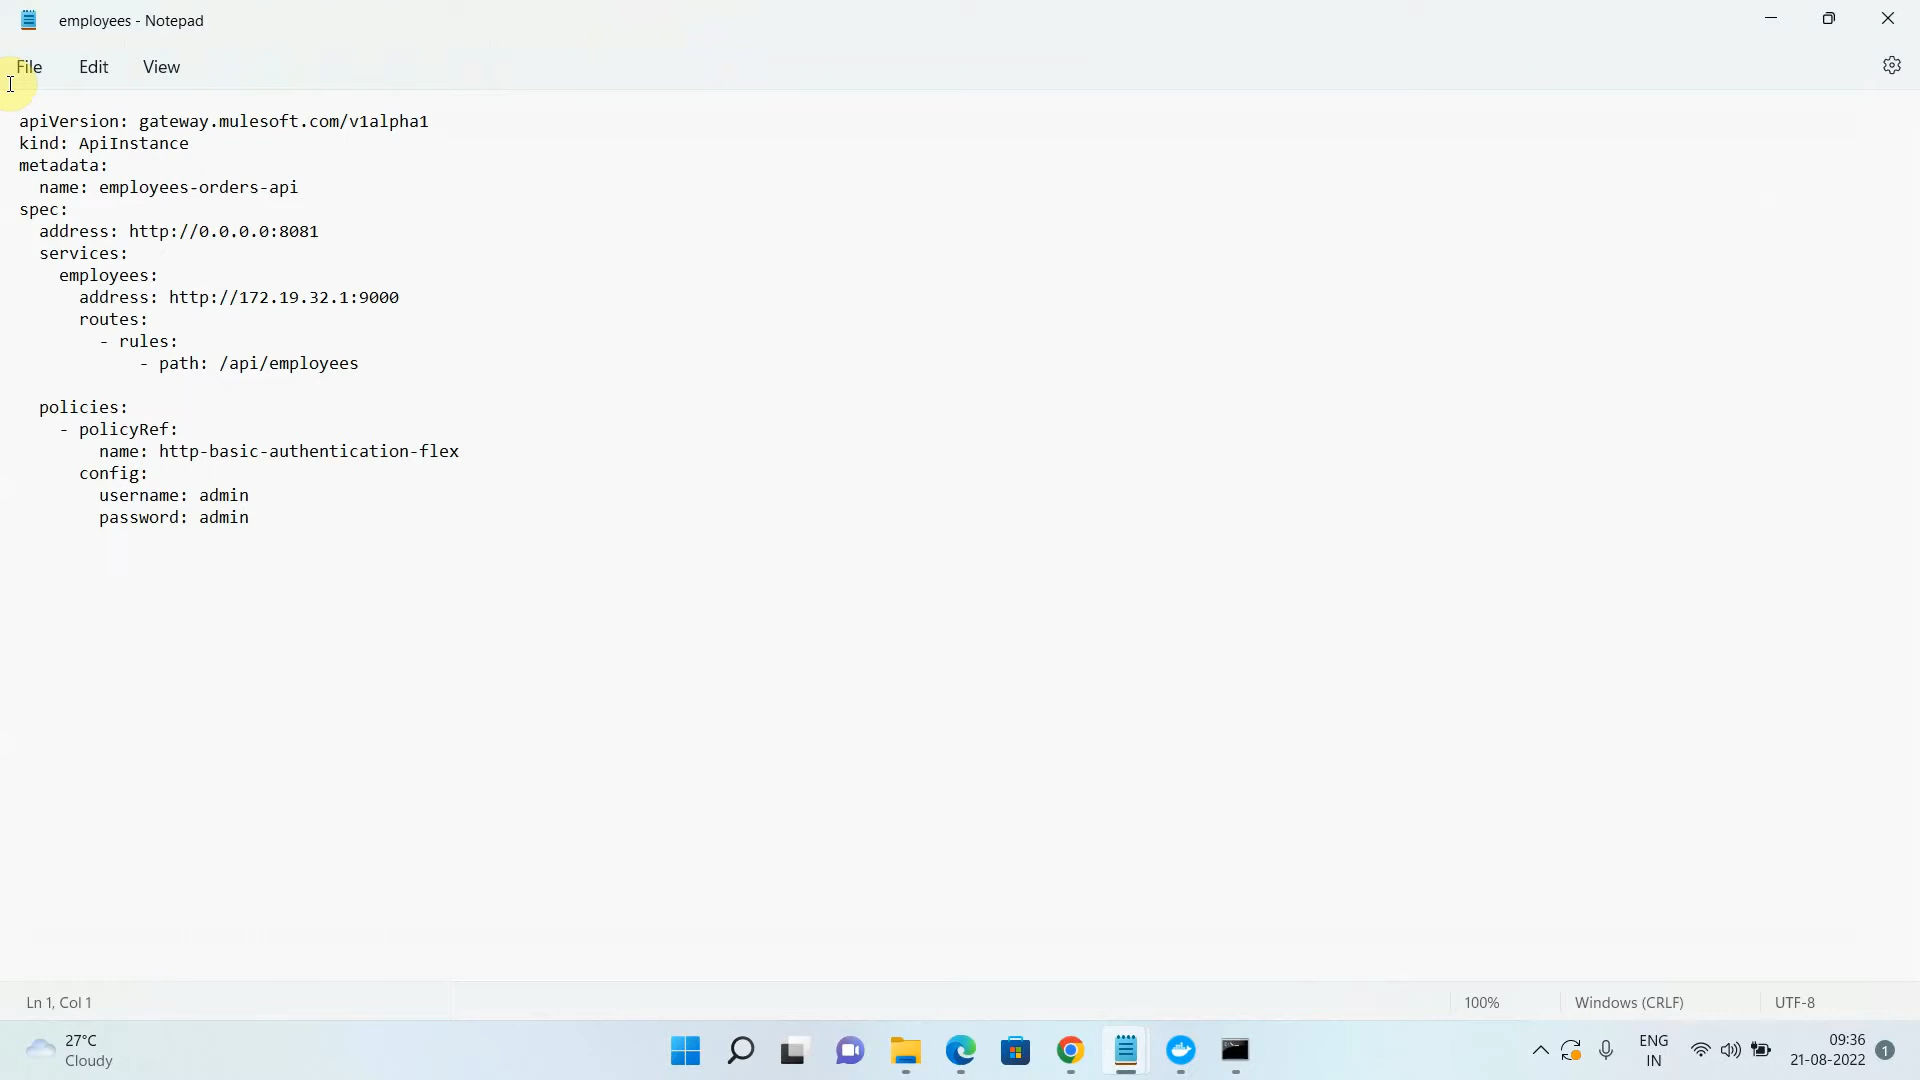 employees - Notepad
File Edit View
apiVersion: gateway.mulesoft.com/v1alpha1
kind: ApiInstance
metadata:
  name: employees-orders-api
spec:
  address: http://0.0.0.0:8081
  services:
    employees:
      address: http://172.19.32.1:9000
      routes:
        - rules:
            - path: /api/employees
  policies:
    - policyRef:
        name: http-basic-authentication-flex
      config:
        username: admin
        password: admin
Ln 1, Col 1
100%
Windows (CRLF)
UTF-8
27°C
Cloudy
ENG
IN
09:36
21-08-2022
1